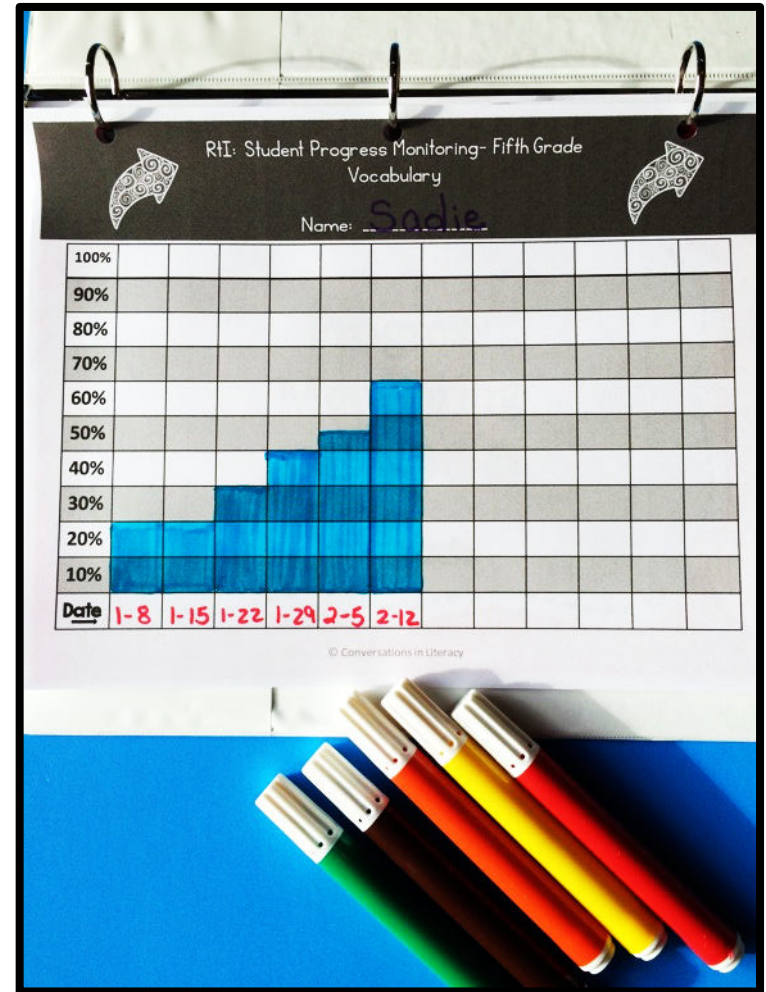 RtI: Student Progress Monitoring- Fifth Grade
Vocabulary
Name: Sadie
100%
90%
80%
70%
60%
50%
40%
30%
20%
10%
Date 1-8 1-15 1-22 1-29 2-5 2-12
© Conversations in Literacy